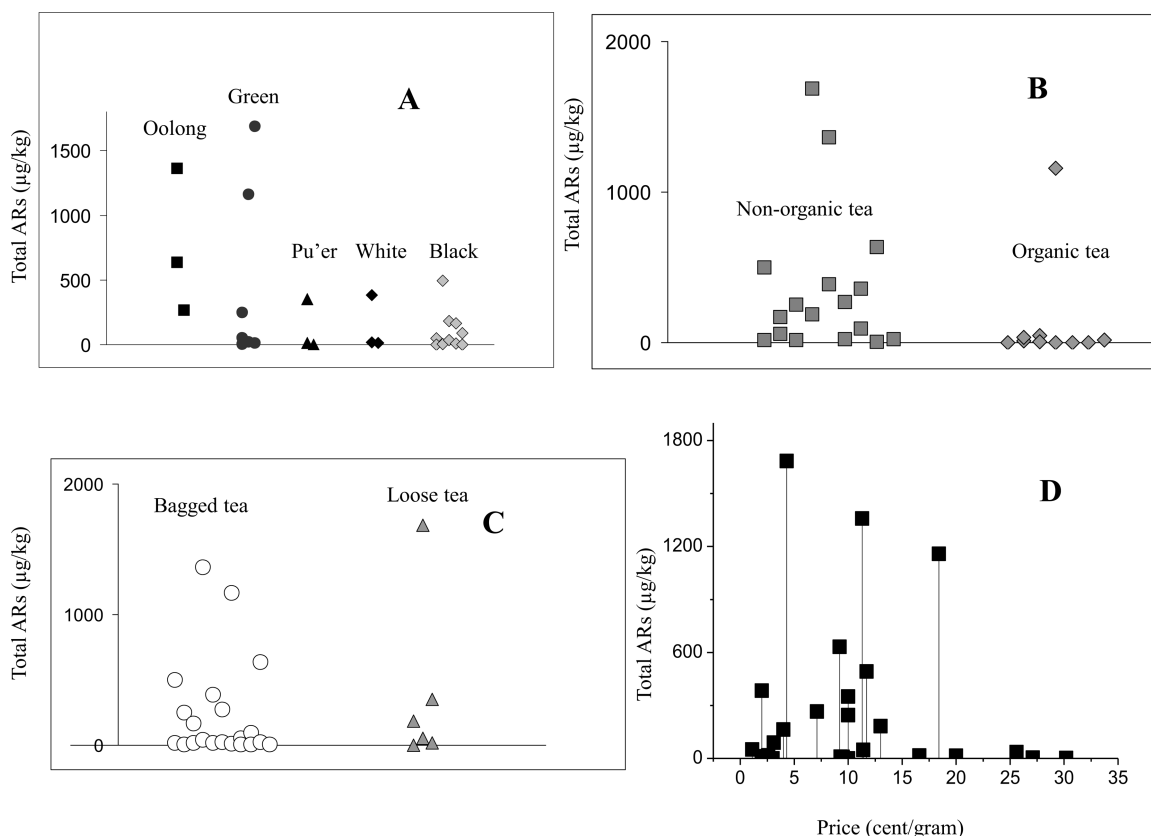 A
Green
Oolong
Pu’er
White
Black
Total ARs (µg/kg)
1500
1000
500
0
B
2000
1000
0
Non-organic tea
Organic tea
Total ARs (µg/kg)
C
2000
1000
0
Bagged tea
Loose tea
Total ARs (µg/kg)
D
1800
1200
600
0
Total ARs (µg/kg)
0 5 10 15 20 25 30 35
Price (cent/gram)